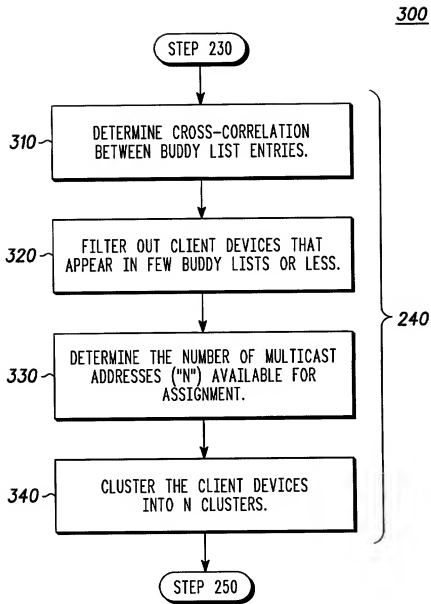 300
STEP 230
310
DETERMINE CROSS-CORRELATION
BETWEEN BUDDY LIST ENTRIES.
320
FILTER OUT CLIENT DEVICES THAT
APPEAR IN FEW BUDDY LISTS OR LESS.
240
330
DETERMINE THE NUMBER OF MULTICAST
ADDRESSES ("N") AVAILABLE FOR
ASSIGNMENT.
340
CLUSTER THE CLIENT DEVICES
INTO N CLUSTERS.
STEP 250